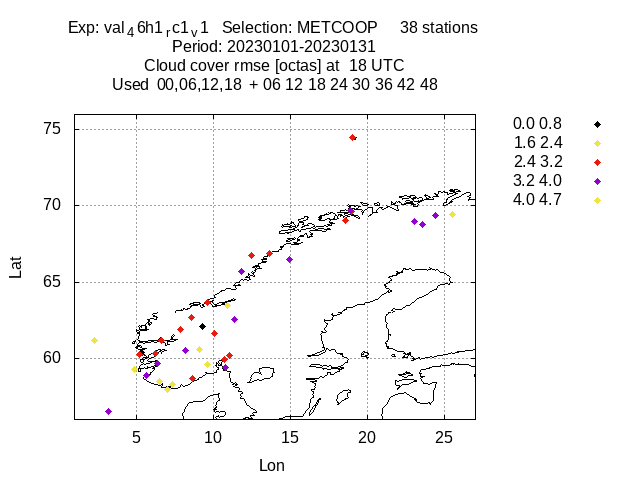 Exp: val₄6h1ᵣc1ᵥ1 Selection: METCOOP 38 stations
Period: 20230101-20230131
Cloud cover rmse [octas] at 18 UTC
Used 00,06,12,18 + 06 12 18 24 30 36 42 48
0.0 0.8
1.6 2.4
2.4 3.2
3.2 4.0
4.0 4.7
75
70
65
60
Lat
5 10 15 20 25
Lon